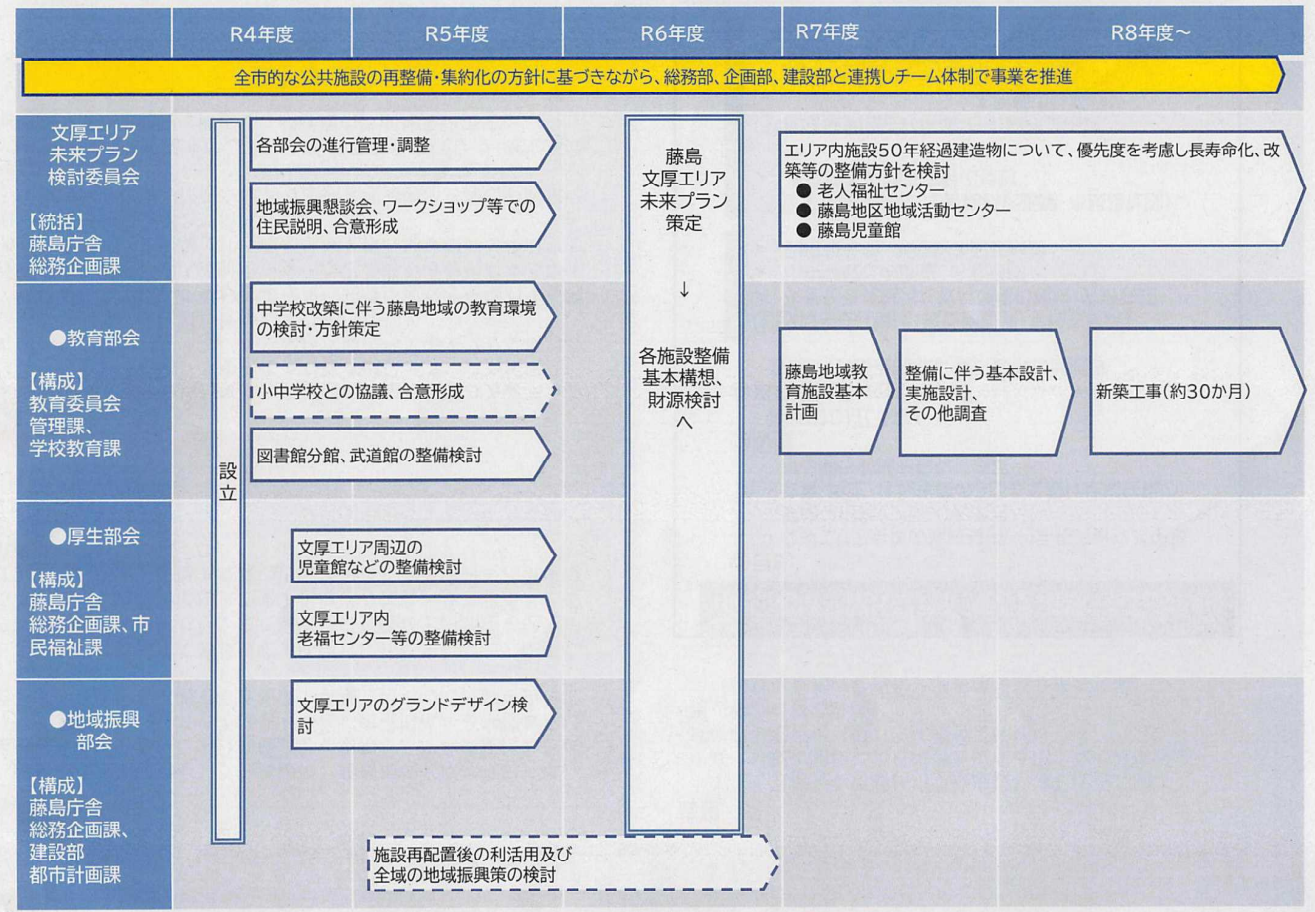 R4年度
R5年度
R6年度
R7年度
R8年度～
全市的な公共施設の再整備・集約化の方針に基づきながら、総務部、企画部、建設部と連携しチーム体制で事業を推進
文厚エリア
未来プラン
検討委員会
【統括】
藤島庁舎
総務企画課
設立
各部会の進行管理・調整
地域振興懇談会、ワークショップ等での
住民説明、合意形成
藤島
文厚エリア
未来プラン
策定
↓
各施設整備
基本構想、
財源検討
へ
エリア内施設５０年経過建造物について、優先度を考慮し長寿命化、改
築等の整備方針を検討
● 老人福祉センター
● 藤島地区地域活動センター
● 藤島児童館
●教育部会
【構成】
教育委員会
管理課、
学校教育課
中学校改築に伴う藤島地域の教育環境
の検討・方針策定
小中学校との協議、合意形成
図書館分館、武道館の整備検討
藤島地域教
育施設基本
計画
整備に伴う基本設計、
実施設計、
その他調査
新築工事（約30か月）
●厚生部会
【構成】
藤島庁舎
総務企画課、市
民福祉課
文厚エリア周辺の
児童館などの整備検討
文厚エリア内
老福センター等の整備検討
●地域振興
部会
【構成】
藤島庁舎
総務企画課、
建設部
都市計画課
文厚エリアのグランドデザイン検
討
施設再配置後の利活用及び
全域の地域振興策の検討